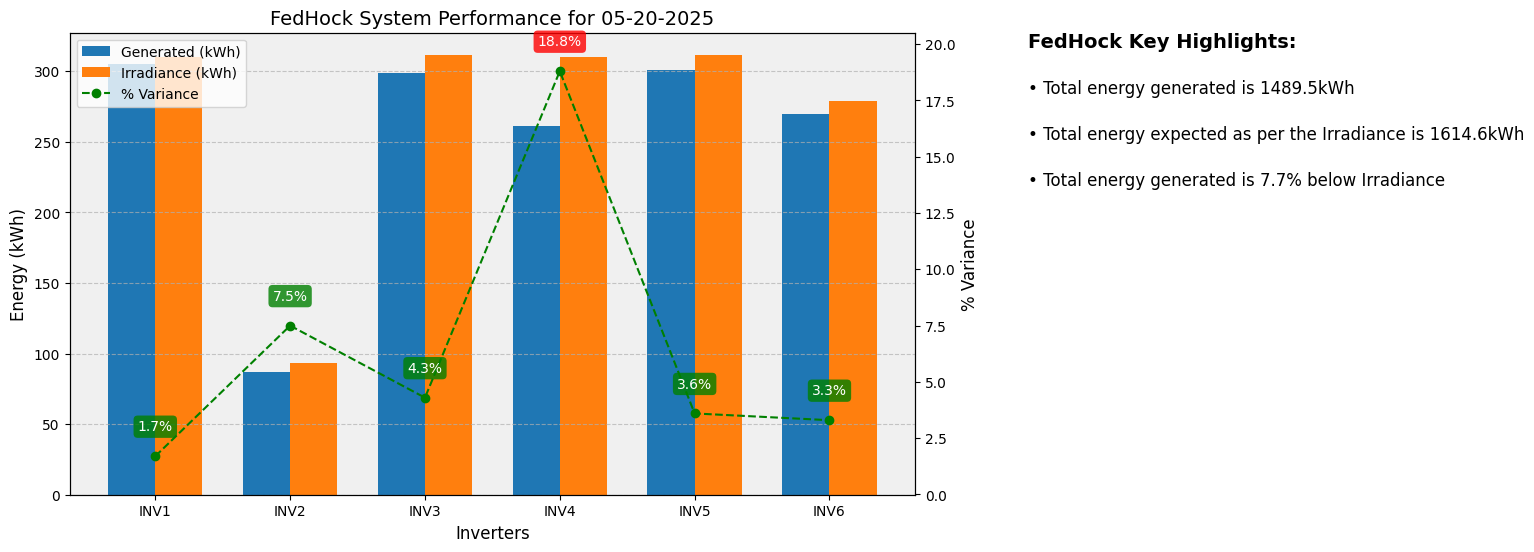 FedHock System Performance for 05-20-2025
Generated (kWh)
Irradiance (kWh)
% Variance
Energy (kWh)
300
250
200
150
100
50
0
1.7%
7.5%
4.3%
18.8%
3.6%
3.3%
20.0
17.5
15.0
12.5
10.0
7.5
5.0
2.5
0.0
% Variance
INV1 INV2 INV3 INV4 INV5 INV6
Inverters
FedHock Key Highlights:
• Total energy generated is 1489.5kWh
• Total energy expected as per the Irradiance is 1614.6kWh
• Total energy generated is 7.7% below Irradiance